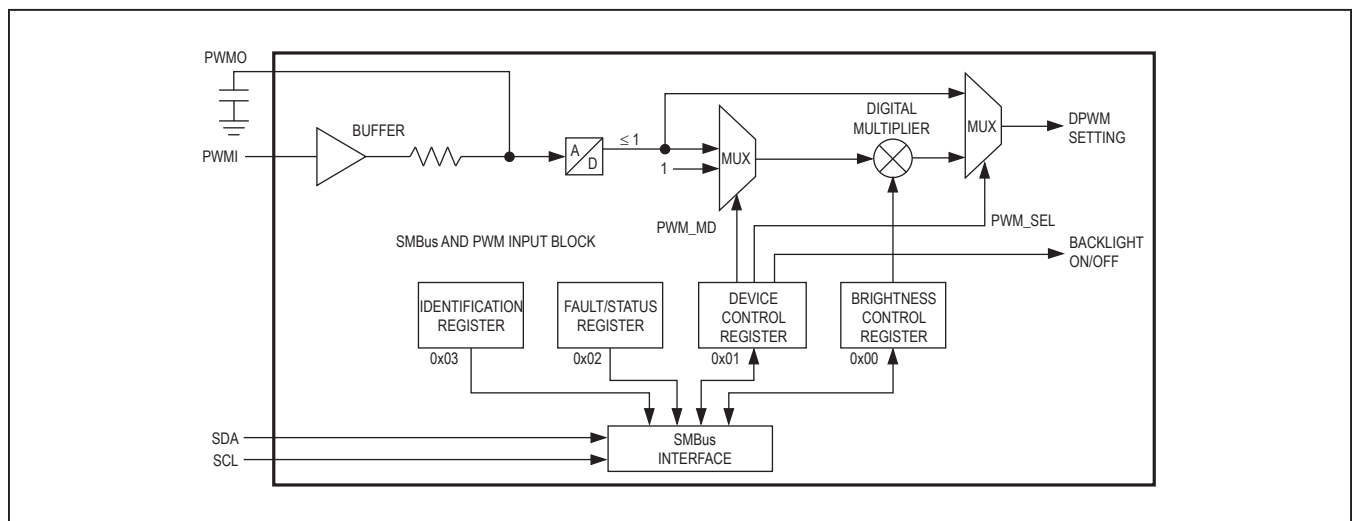 PWMO
BUFFER
PWMI
A
D
≤ 1
1
MUX
DIGITAL
MULTIPLIER
MUX
DPWM
SETTING
PWM_MD
PWM_SEL
SMBus AND PWM INPUT BLOCK
BACKLIGHT
ON/OFF
IDENTIFICATION
REGISTER
0x03
FAULT/STATUS
REGISTER
0x02
DEVICE
CONTROL
REGISTER
0x01
BRIGHTNESS
CONTROL
REGISTER
0x00
SDA
SCL
SMBus
INTERFACE